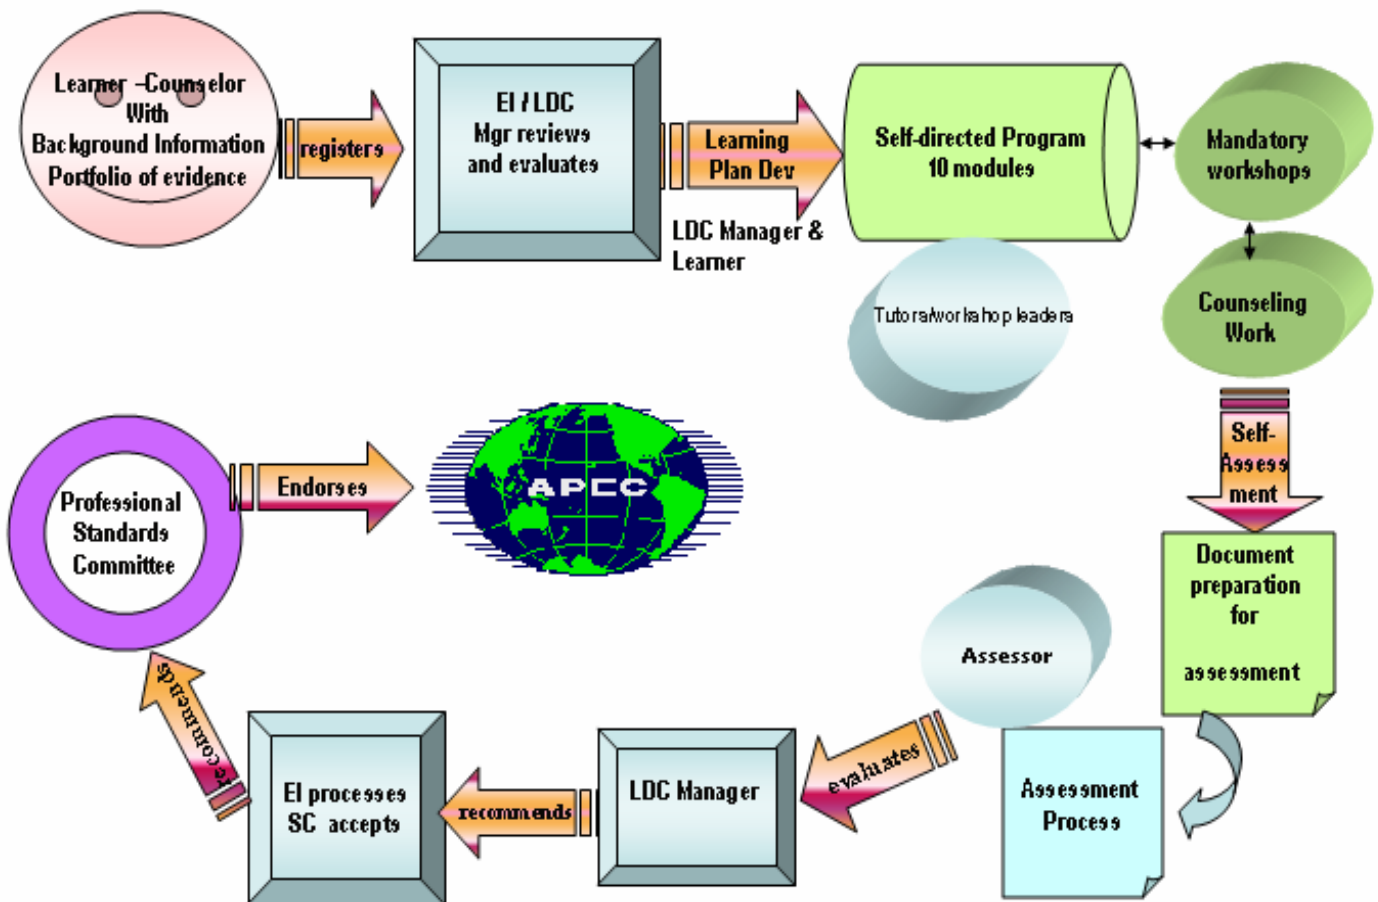 Learner -Counselor
With
Background Information
Portfolio of evidence
registers
EI / LDC
Mgr reviews
and evaluates
Learning
Plan Dev
LDC Manager &
Learner
Self-directed Program
10 modules
Mandatory
workshops
Tutora/workshop leadera
Counseling
Work
Self-
Assess
ment
Document
preparation
for
assessment
Assessor
Assessment
Process
evaluates
LDC Manager
recommends
EI processes
SC accepts
recommends
Professional
Standards
Committee
Endorses
APCC